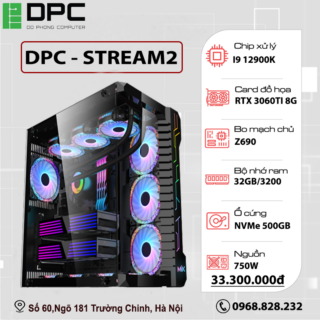 DPC
DO PHONG COMPUTER
DPC - STREAM2
Chip xử lý
I9 12900K
Card đồ họa
RTX 3060TI 8G
Bo mạch chủ
Z690
Bộ nhớ ram
32GB/3200
Ổ cứng
NVMe 500GB
Nguồn
750W
33.300.000đ
Số 60,Ngõ 181 Trường Chinh, Hà Nội
0968.828.232